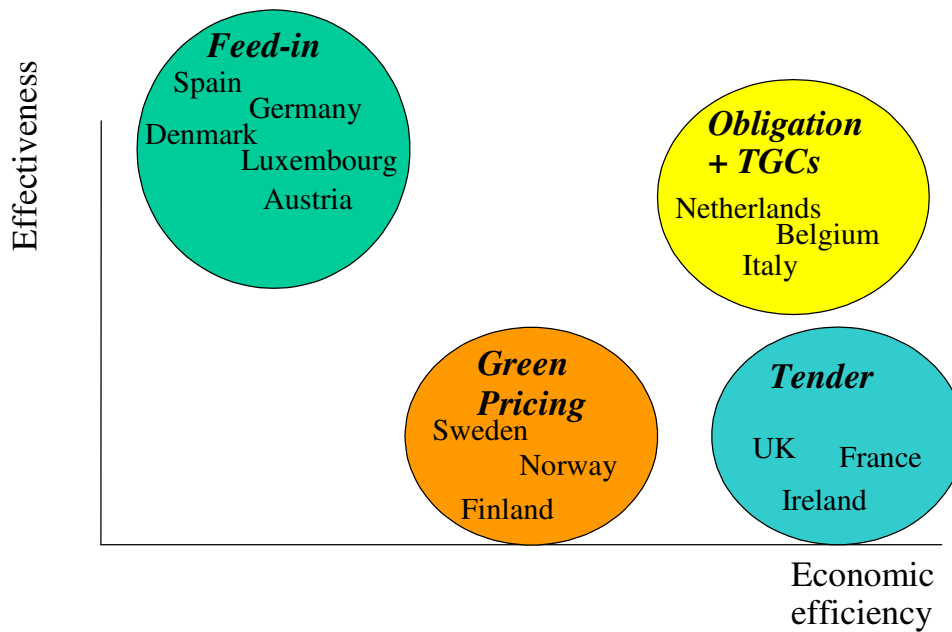 Effectiveness
Feed-in
Spain
Germany
Denmark
Luxembourg
Austria
Obligation
+ TGCs
Netherlands
Belgium
Italy
Green
Pricing
Sweden
Norway
Finland
Tender
UK
France
Ireland
Economic
efficiency